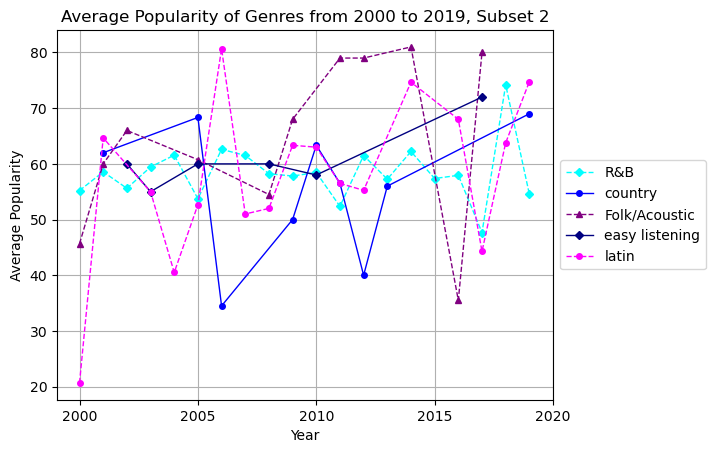 Average Popularity of Genres from 2000 to 2019, Subset 2
Average Popularity
80
70
60
50
40
30
20
2000 2005 2010 2015 2020
Year
R&B
country
Folk/Acoustic
easy listening
latin